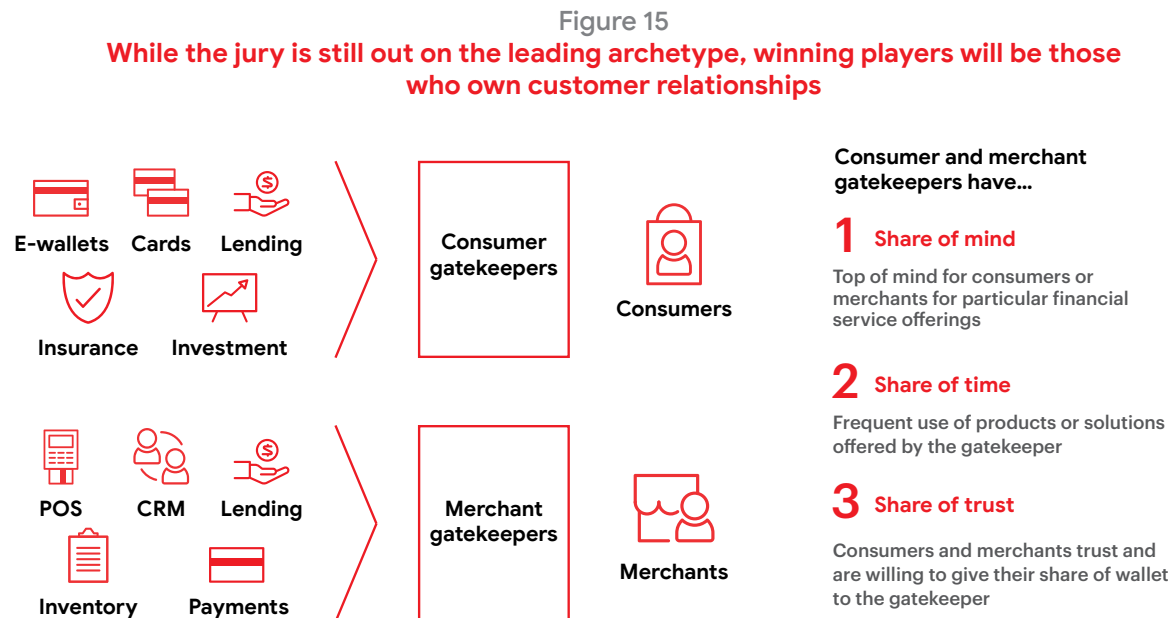 Figure 15
While the jury is still out on the leading archetype, winning players will be those
who own customer relationships
E-wallets Cards Lending
Insurance Investment
Consumer
gatekeepers
Consumers
POS CRM Lending
Inventory Payments
Merchant
gatekeepers
Merchants
Consumer and merchant
gatekeepers have...
1 Share of mind
Top of mind for consumers or
merchants for particular financial
service offerings
2 Share of time
Frequent use of products or solutions
offered by the gatekeeper
3 Share of trust
Consumers and merchants trust and
are willing to give their share of wallet
to the gatekeeper